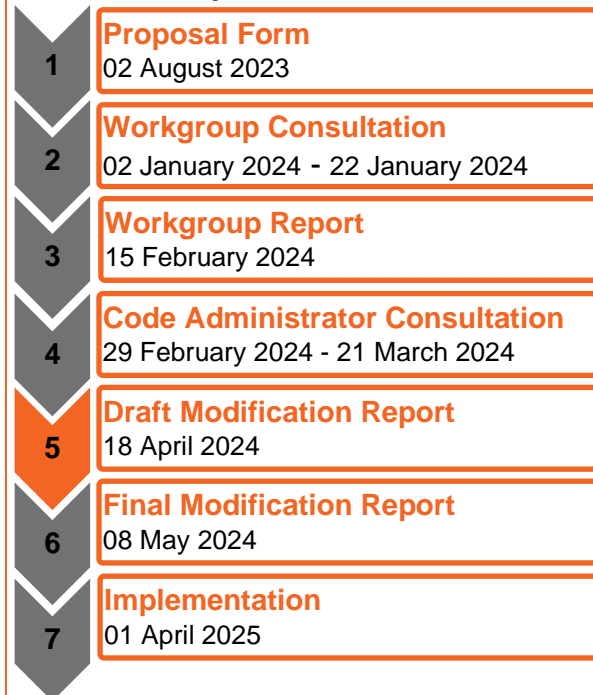 Proposal Form
1
02 August 2023
Workgroup Consultation
2
02 January 2024 - 22 January 2024
Workgroup Report
3
15 February 2024
Code Administrator Consultation
4
29 February 2024 - 21 March 2024
Draft Modification Report
5
18 April 2024
Final Modification Report
6
08 May 2024
Implementation
7
01 April 2025